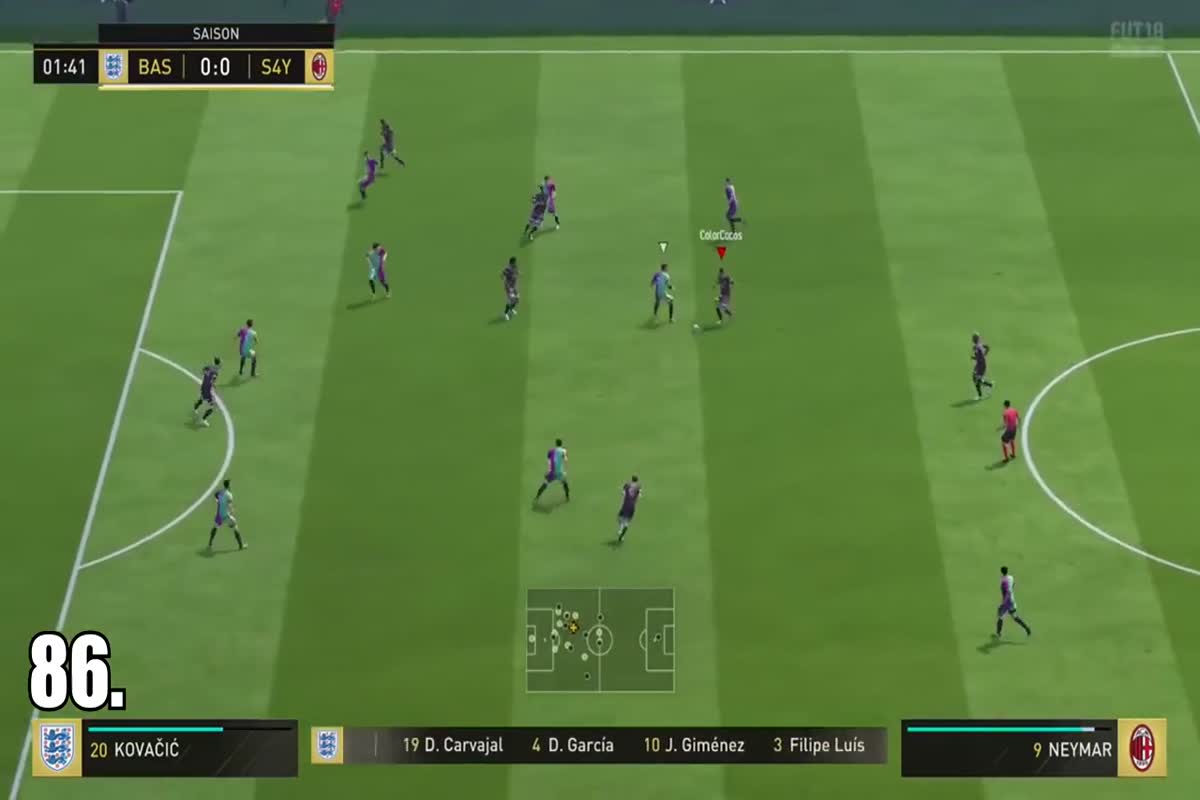 SAISON
FUT18
01:41 BAS 0:0 S4Y
ColorCocos
86.
20 KOVAČIĆ
19 D. Carvajal 4 D. García 10 J. Giménez 3 Filipe Luís
9 NEYMAR